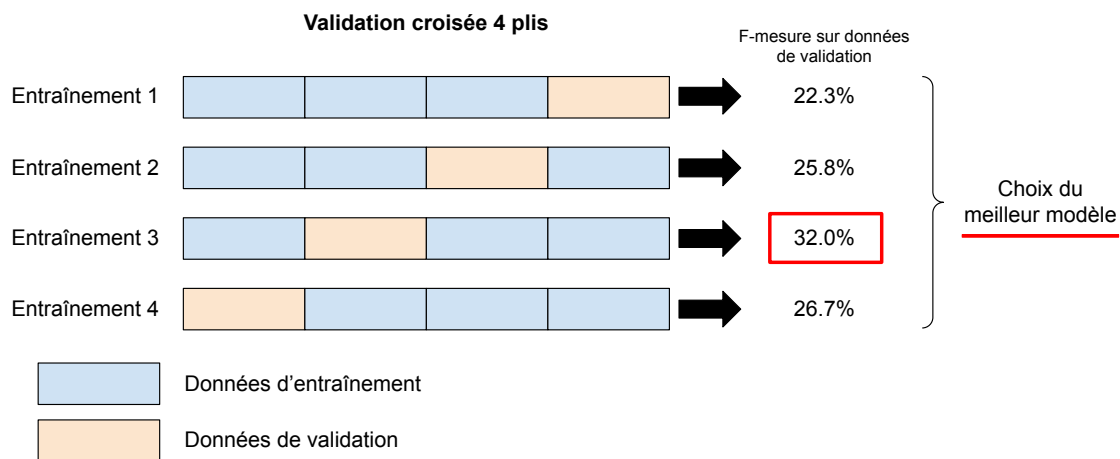 Validation croisée 4 plis
F-mesure sur données
de validation
Entraînement 1
22.3%
Entraînement 2
25.8%
Entraînement 3
32.0%
Entraînement 4
26.7%
Choix du
meilleur modèle
Données d'entraînement
Données de validation